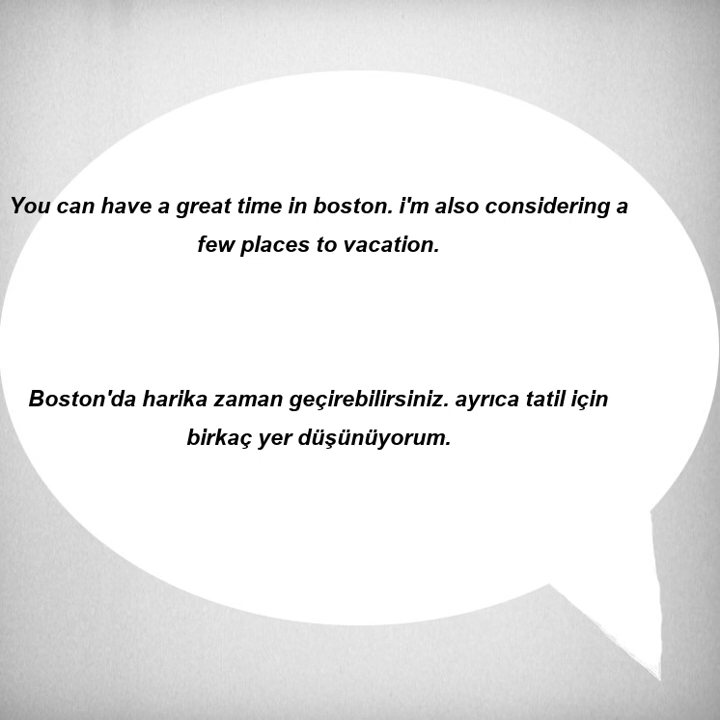 You can have a great time in boston. i'm also considering a
few places to vacation.
Boston'da harika zaman geçirebilirsiniz. ayrıca tatil için
birkaç yer düşünüyorum.